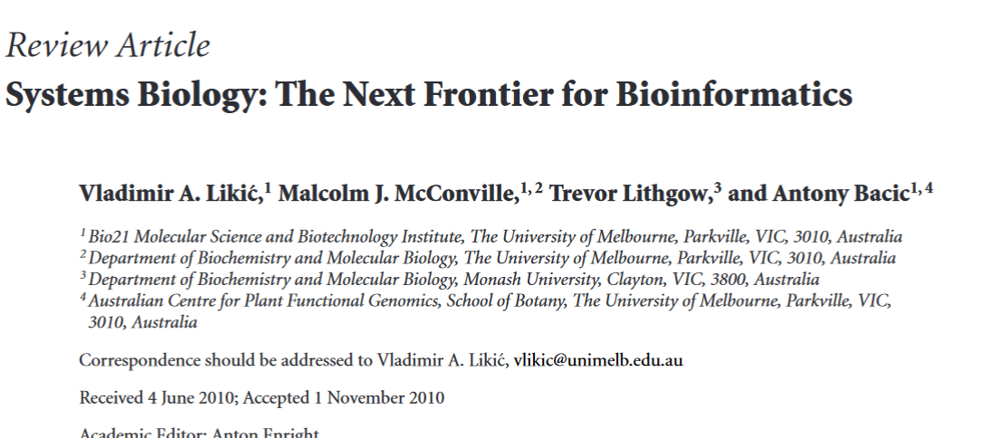 Review Article
Systems Biology: The Next Frontier for Bioinformatics
Vladimir A. Likić,1 Malcolm J. McConville,1, 2 Trevor Lithgow,3 and Antony Bacic1, 4
1 Bio21 Molecular Science and Biotechnology Institute, The University of Melbourne, Parkville, VIC, 3010, Australia
2 Department of Biochemistry and Molecular Biology, The University of Melbourne, Parkville, VIC, 3010, Australia
3 Department of Biochemistry and Molecular Biology, Monash University, Clayton, VIC, 3800, Australia
4 Australian Centre for Plant Functional Genomics, School of Botany, The University of Melbourne, Parkville, VIC,
3010, Australia
Correspondence should be addressed to Vladimir A. Likić, vlikic@unimelb.edu.au
Received 4 June 2010; Accepted 1 November 2010
Academic Editor: Anton Enright